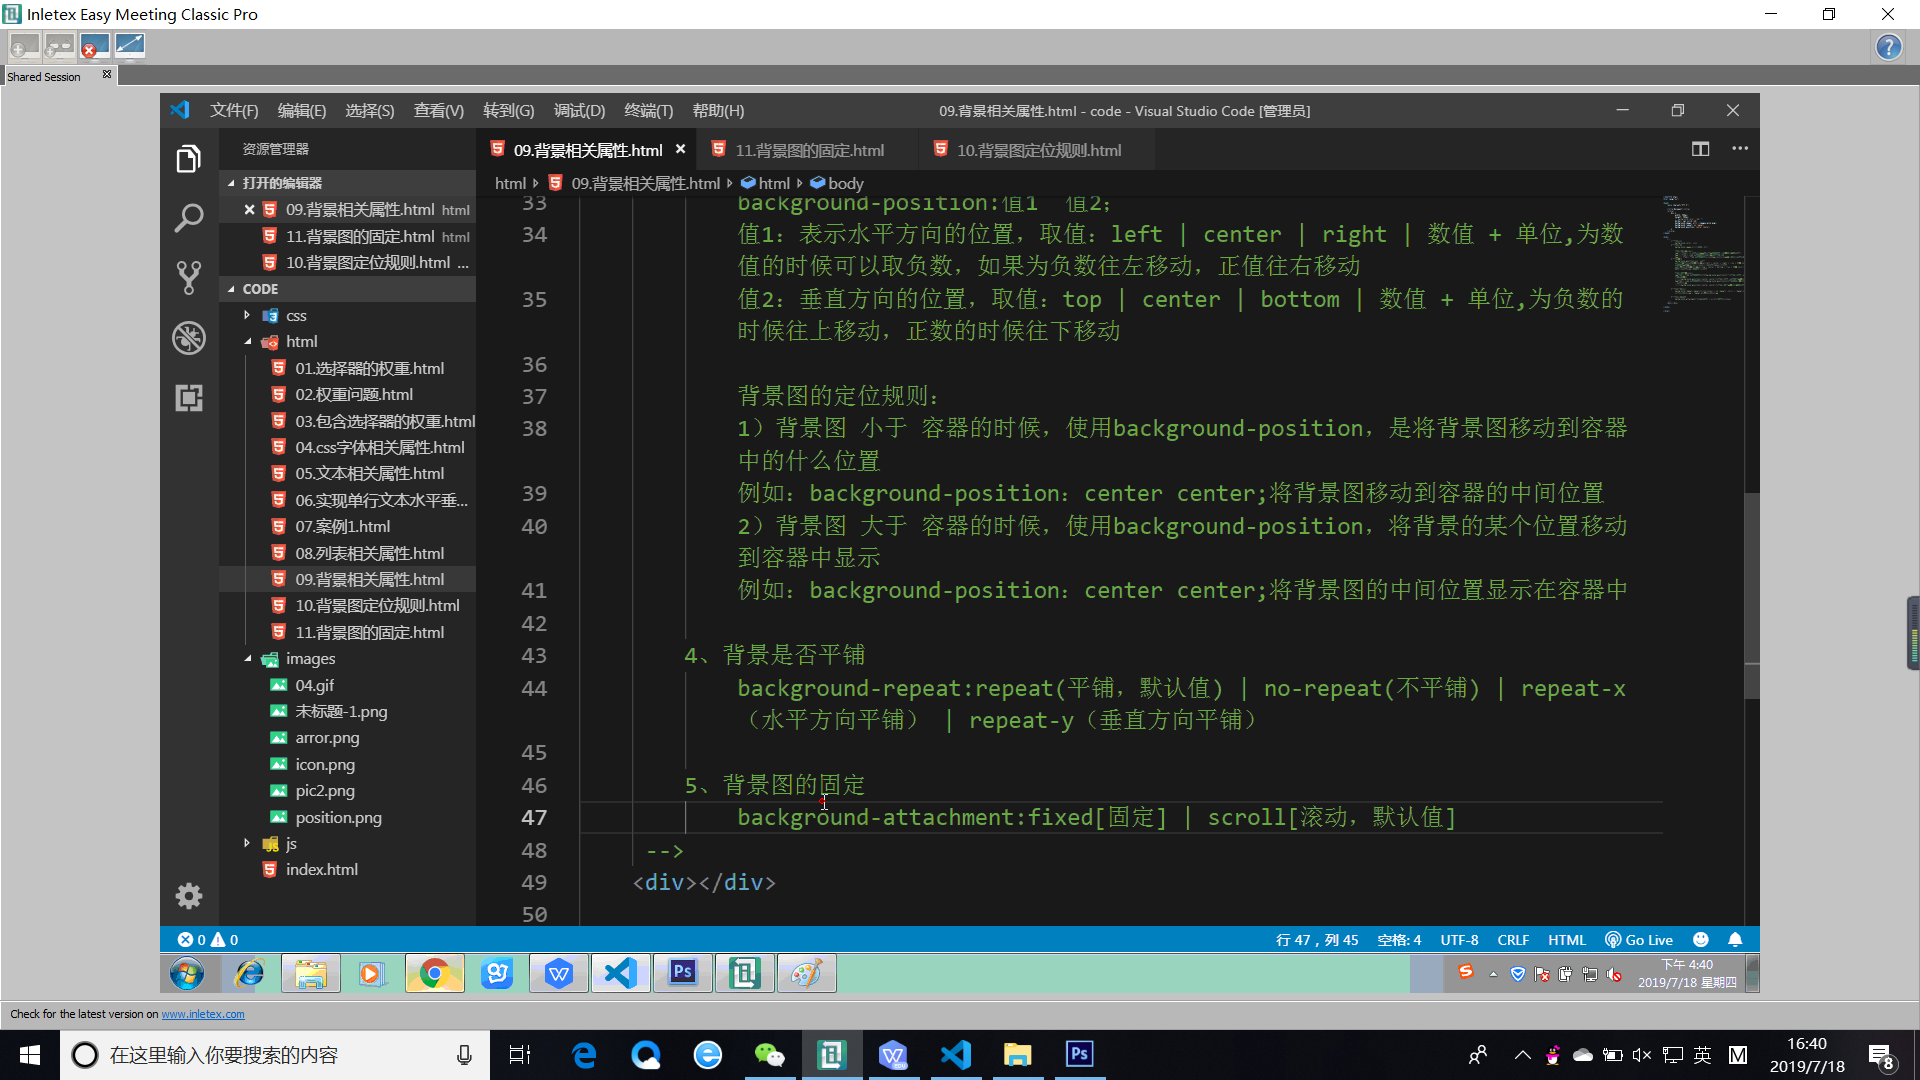 Inletex Easy Meeting Classic Pro
Shared Session
文件(F) 编辑(E) 选择(S) 查看(V) 转到(G) 调试(D) 终端(T) 帮助(H)
09.背景相关属性.html - code - Visual Studio Code [管理员]
资源管理器
09.背景相关属性.html
11.背景图的固定.html
10.背景图定位规则.html
html
09.背景相关属性.html
html
body
打开的编辑器
09.背景相关属性.html html
11.背景图的固定.html html
10.背景图定位规则.html ...
CODE
css
html
01.选择器的权重.html
02.权重问题.html
03.包含选择器的权重.html
04.css字体相关属性.html
05.文本相关属性.html
06.实现单行文本水平垂...
07.案例1.html
08.列表相关属性.html
09.背景相关属性.html
10.背景图定位规则.html
11.背景图的固定.html
images
04.gif
未标题-1.png
arror.png
icon.png
pic2.png
position.png
js
index.html
33 background-position:值1 值2;
34 值1: 表示水平方向的位置, 取值: left | center | right | 数值 + 单位,为数
值的时候可以取负数, 如果为负数往左移动, 正值往右移动
35 值2: 垂直方向的位置, 取值: top | center | bottom | 数值 + 单位,为负数的
时候往上移动, 正数的时候往下移动
36
37 背景图的定位规则:
38 1）背景图 小于 容器的时候, 使用background-position, 是将背景图移动到容器
中的什么位置
39 例如: background-position: center center;将背景图移动到容器的中间位置
40 2）背景图 大于 容器的时候, 使用background-position, 将背景的某个位置移动
到容器中显示
41 例如: background-position: center center;将背景图的中间位置显示在容器中
42
43 4、背景是否平铺
44 background-repeat:repeat(平铺, 默认值) | no-repeat(不平铺) | repeat-x
（水平方向平铺） | repeat-y（垂直方向平铺）
45
46 5、背景图的固定
47 background-attachment:fixed[固定] | scroll[滚动, 默认值]
48 -->
49 <div></div>
50
0 0
行 47，列 45 空格: 4 UTF-8 CRLF HTML Go Live
下午 4:40
2019/7/18 星期四
Check for the latest version on www.inletex.com
在这里输入你要搜索的内容
英
M
16:40
2019/7/18
8